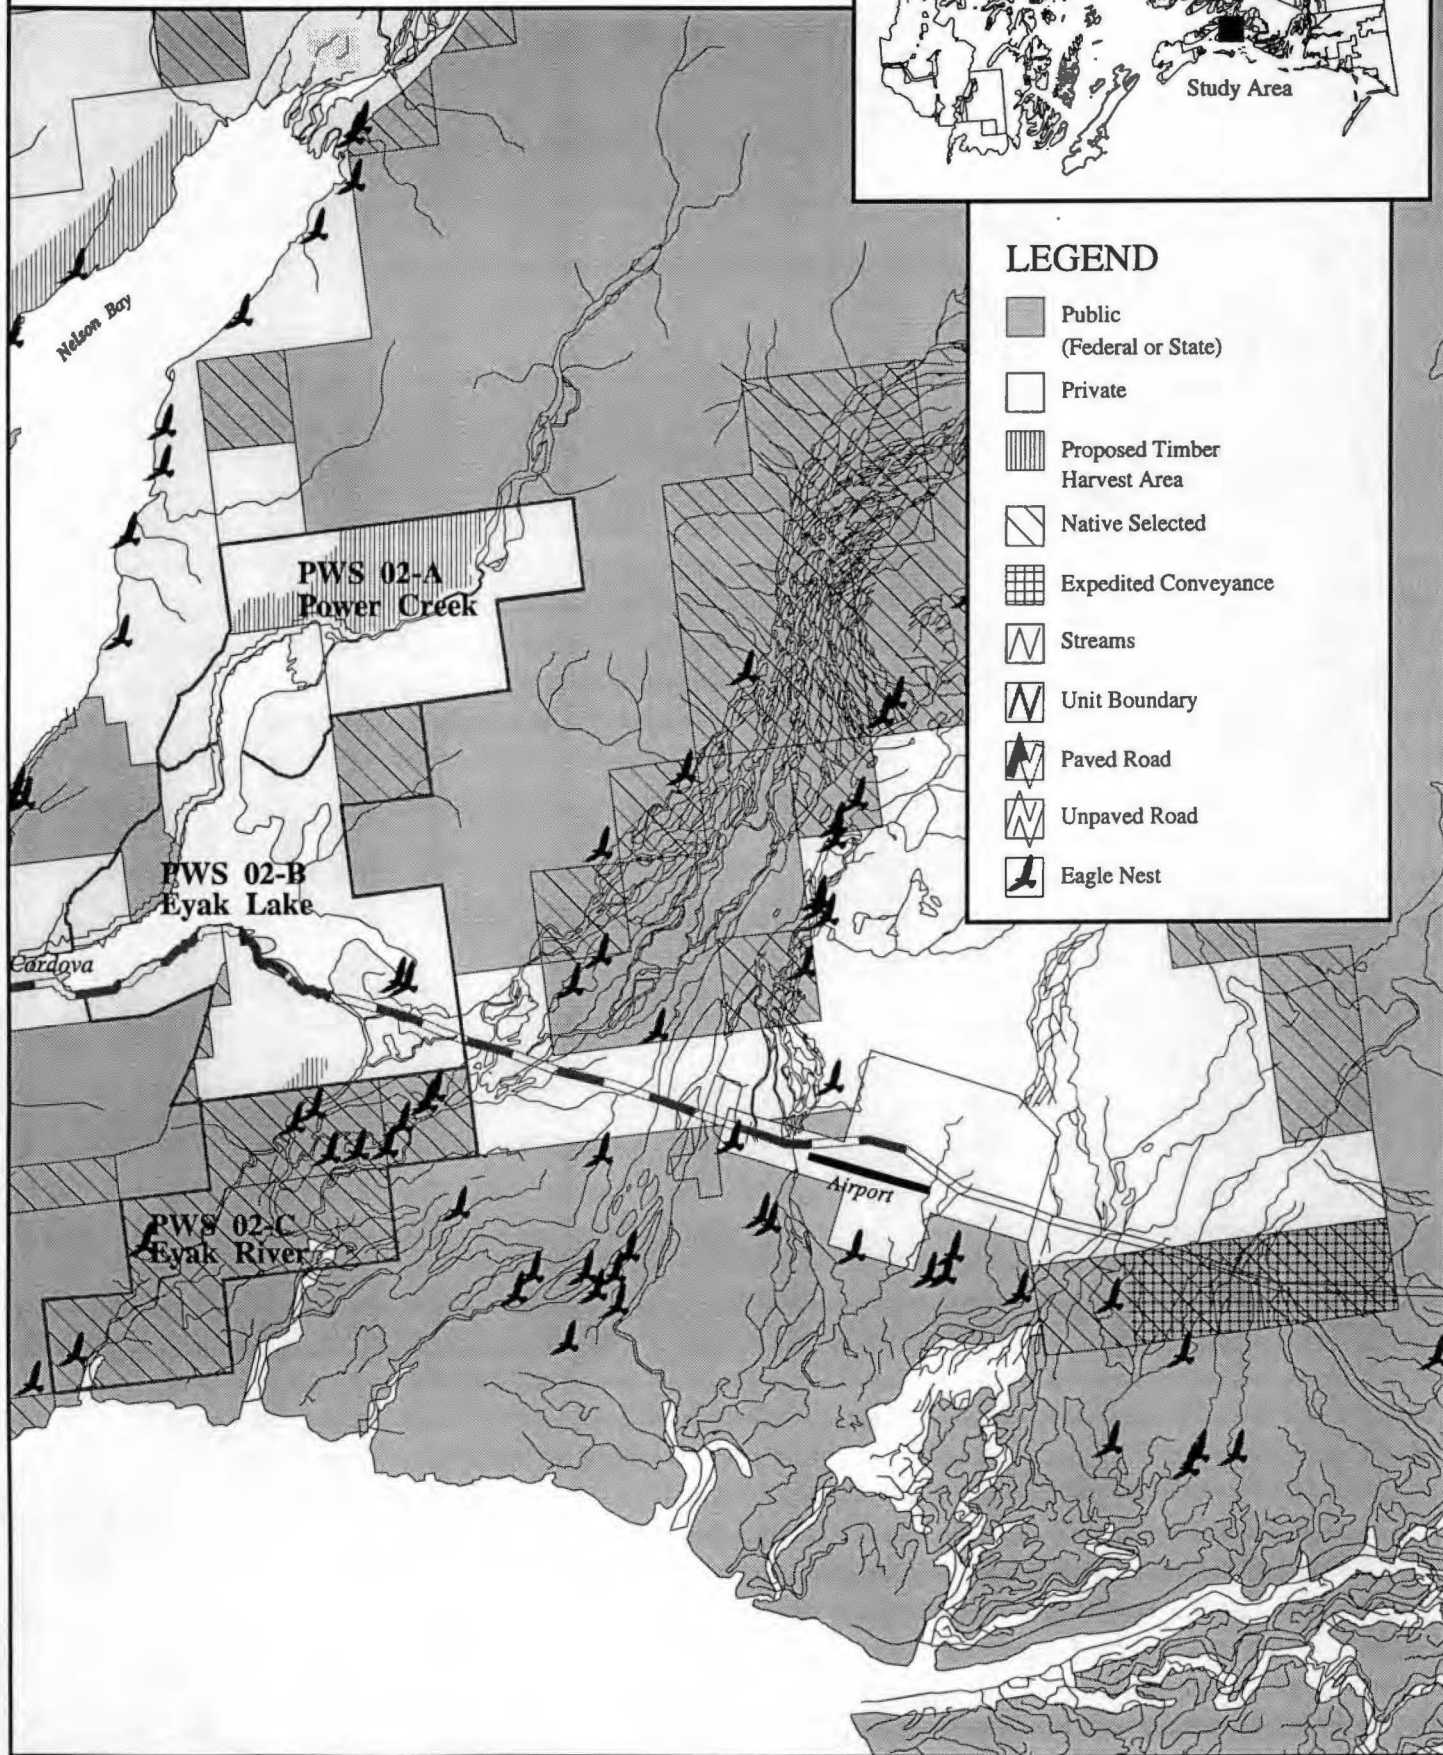 Study Area
LEGEND
Public
(Federal or State)
Private
Proposed Timber
Harvest Area
Native Selected
Expedited Conveyance
Streams
Unit Boundary
Paved Road
Unpaved Road
Eagle Nest
Nelson Bay
PWS 02-A
Power Creek
PWS 02-B
Eyak Lake
Cordova
Airport
PWS 02-C
Eyak River